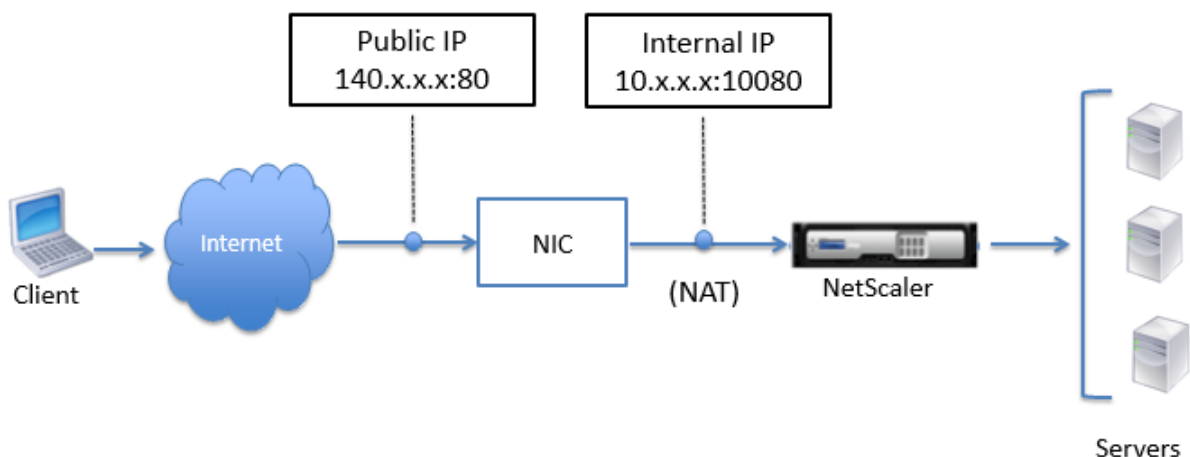 Public IP
140.x.x.x:80
Internal IP
10.x.x.x:10080
Internet
NIC
(NAT)
Client
NetScaler
Servers